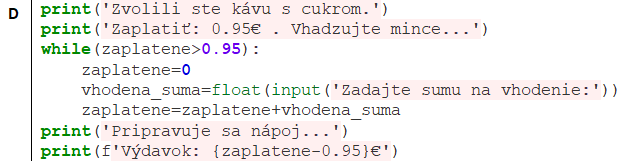 D
print('Zvolili ste kávu s cukrom.')
print('Zaplatiť: 0.95€ . Vhadzujte mince...')
while(zaplatene>0.95):
    zaplatene=0
    vhodena_suma=float(input('Zadajte sumu na vhodenie:'))
    zaplatene=zaplatene+vhodena_suma
print('Pripravuje sa nápoj...')
print(f'Výdavok: {zaplatene-0.95}€')